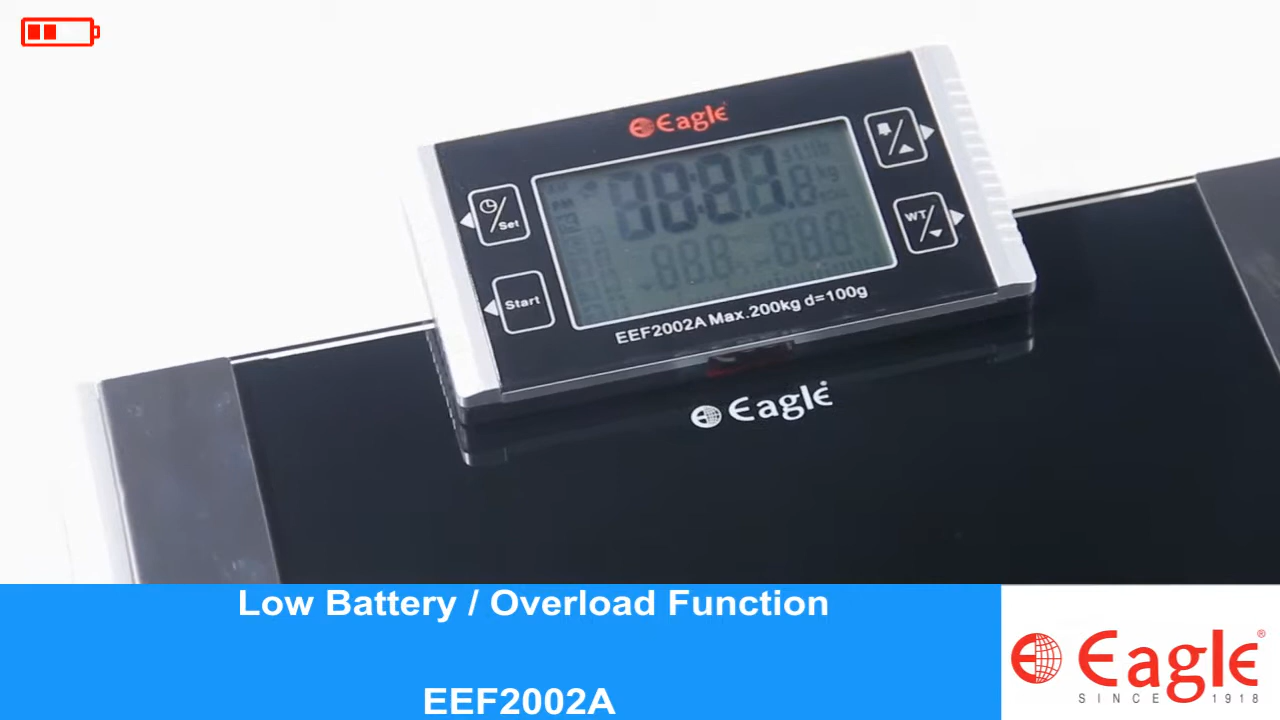 Eagle
Set
WT
Start
EEF2002A Max.200kg d=100g
Eagle
Low Battery / Overload Function
EEF2002A
Eagle®
SINCE 1918